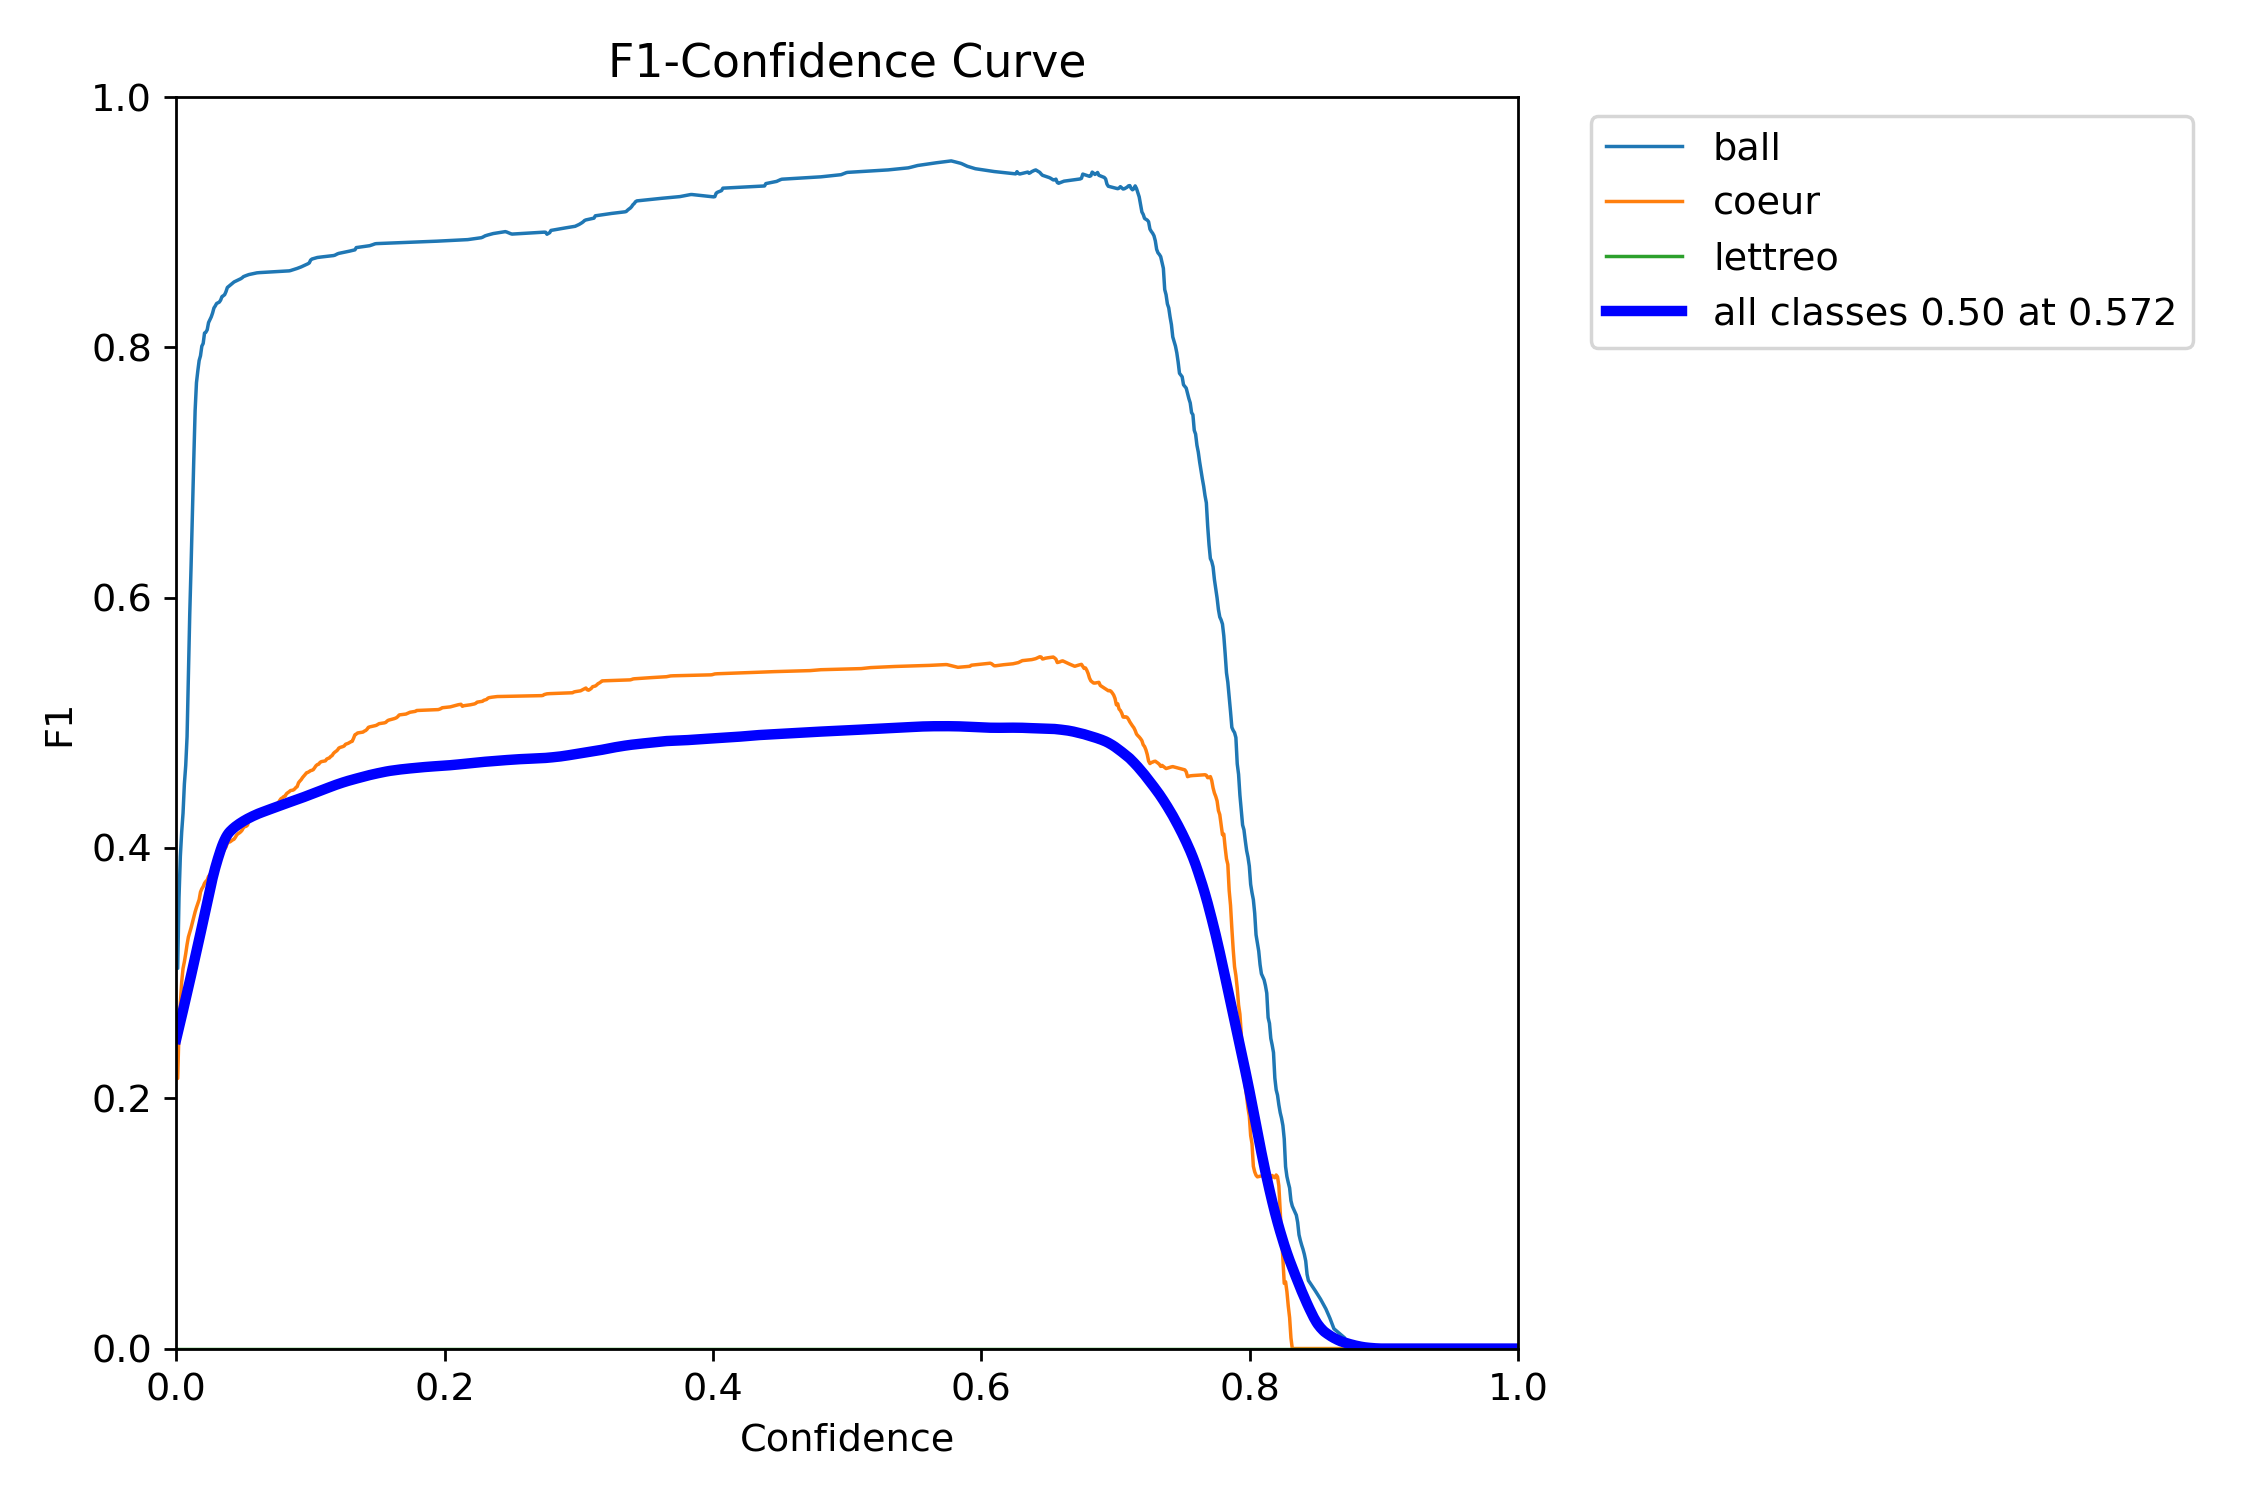 F1-Confidence Curve
1.0
0.8
0.6
0.4
0.2
0.0
F1
0.0 0.2 0.4 0.6 0.8 1.0
Confidence
ball
coeur
lettreo
all classes 0.50 at 0.572